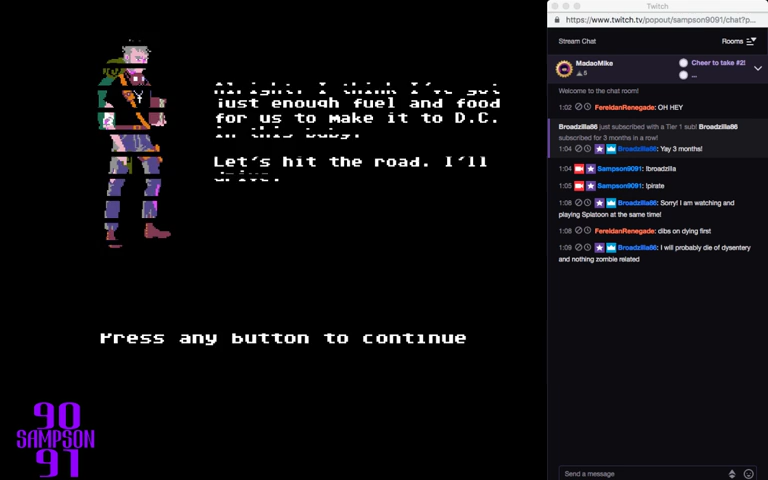 Twitch
https://www.twitch.tv/popout/sampson9091/chat?p...
Stream Chat
Rooms
MadaoMike
5
Cheer to take #2!
...
Welcome to the chat room!
1:02 FereldanRenegade: OH HEY
Broadzilla86 just subscribed with a Tier 1 sub! Broadzilla86
subscribed for 3 months in a row!
1:04 Broadzilla86: Yay 3 months!
1:04 Sampson9091: !broadzilla
1:05 Sampson9091: !pirate
1:08 Broadzilla86: Sorry! I am watching and
playing Splatoon at the same time!
1:08 FereldanRenegade: dibs on dying first
1:09 Broadzilla86: I will probably die of dysentery
and nothing zombie related
Send a message
Alright, I think I've got
just enough fuel and food
for us to make it to D.C.
in this baby.
Let's hit the road. I'll
drive.
Press any button to continue
90
SAMPSON
91